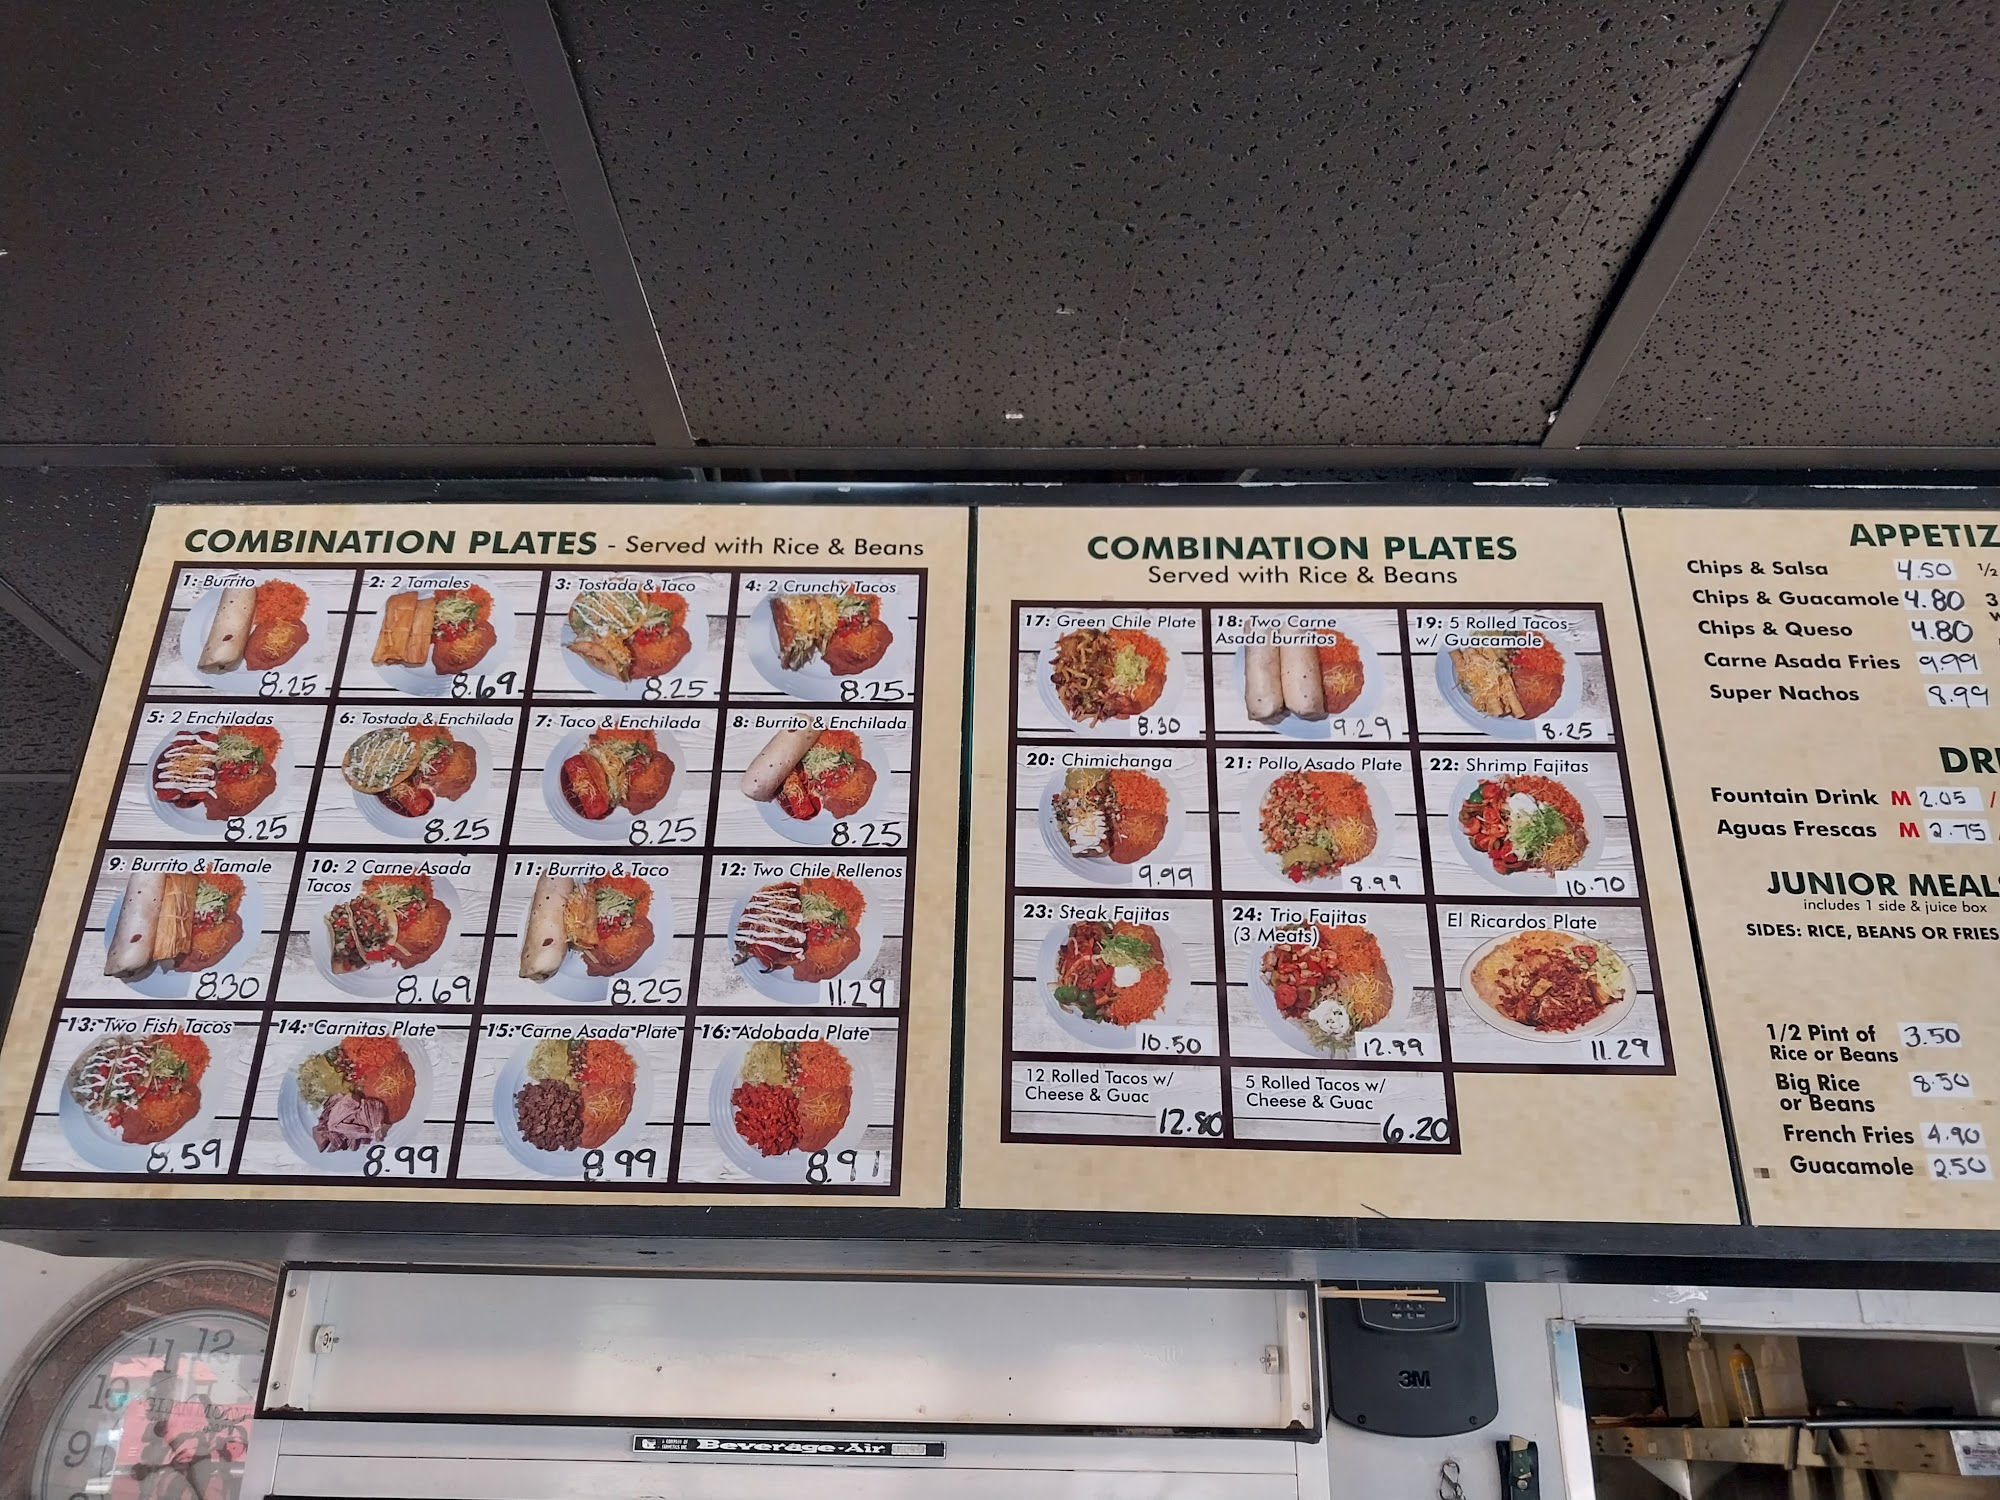 COMBINATION PLATES - Served with Rice & Beans
1: Burrito
8.25
2: 2 Tamales
8.69
3: Tostada & Taco
8.25
4: 2 Crunchy Tacos
8.25
5: 2 Enchiladas
8.25
6: Tostada & Enchilada
8.25
7: Taco & Enchilada
8.25
8: Burrito & Enchilada
8.25
9: Burrito & Tamale
8.30
10: 2 Carne Asada
Tacos
8.69
11: Burrito & Taco
8.25
12: Two Chile Rellenos
11.29
13: Two Fish Tacos
8.59
14: Carnitas Plate
8.99
15: Carne Asada Plate
8.99
16: Adobada Plate
8.91
COMBINATION PLATES
Served with Rice & Beans
17: Green Chile Plate
8.30
18: Two Carne
Asada burritos
9.29
19: 5 Rolled Tacos
w/ Guacamole
8.25
20: Chimichanga
9.99
21: Pollo Asado Plate
8.99
22: Shrimp Fajitas
10.70
23: Steak Fajitas
10.50
24: Trio Fajitas
(3 Meats)
12.99
El Ricardos Plate
11.29
12 Rolled Tacos w/
Cheese & Guac
12.80
5 Rolled Tacos w/
Cheese & Guac
6.20
APPETIZ
Chips & Salsa 4.50 1/2
Chips & Guacamole 4.80 3
Chips & Queso 4.80
Carne Asada Fries 9.99
Super Nachos 8.99
DRI
Fountain Drink M 2.05 /
Aguas Frescas M 2.75 /
JUNIOR MEALS
includes 1 side & juice box
SIDES: RICE, BEANS OR FRIES
1/2 Pint of
Rice or Beans 3.50
Big Rice
or Beans 8.50
French Fries 4.90
Guacamole 2.50
11 12
10
9
Beverage-Air
3M